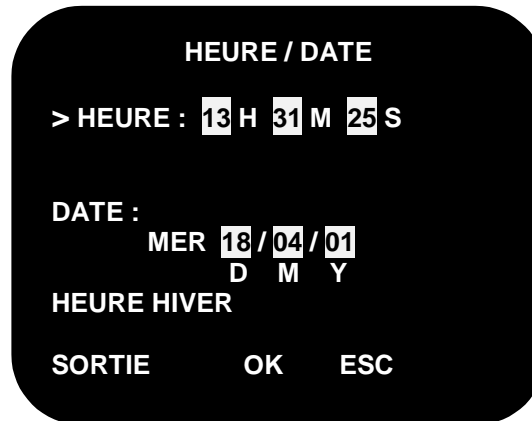 HEURE / DATE
> HEURE : 13 H 31 M 25 S
DATE :
MER 18 / 04 / 01
D M Y
HEURE HIVER
SORTIE OK ESC